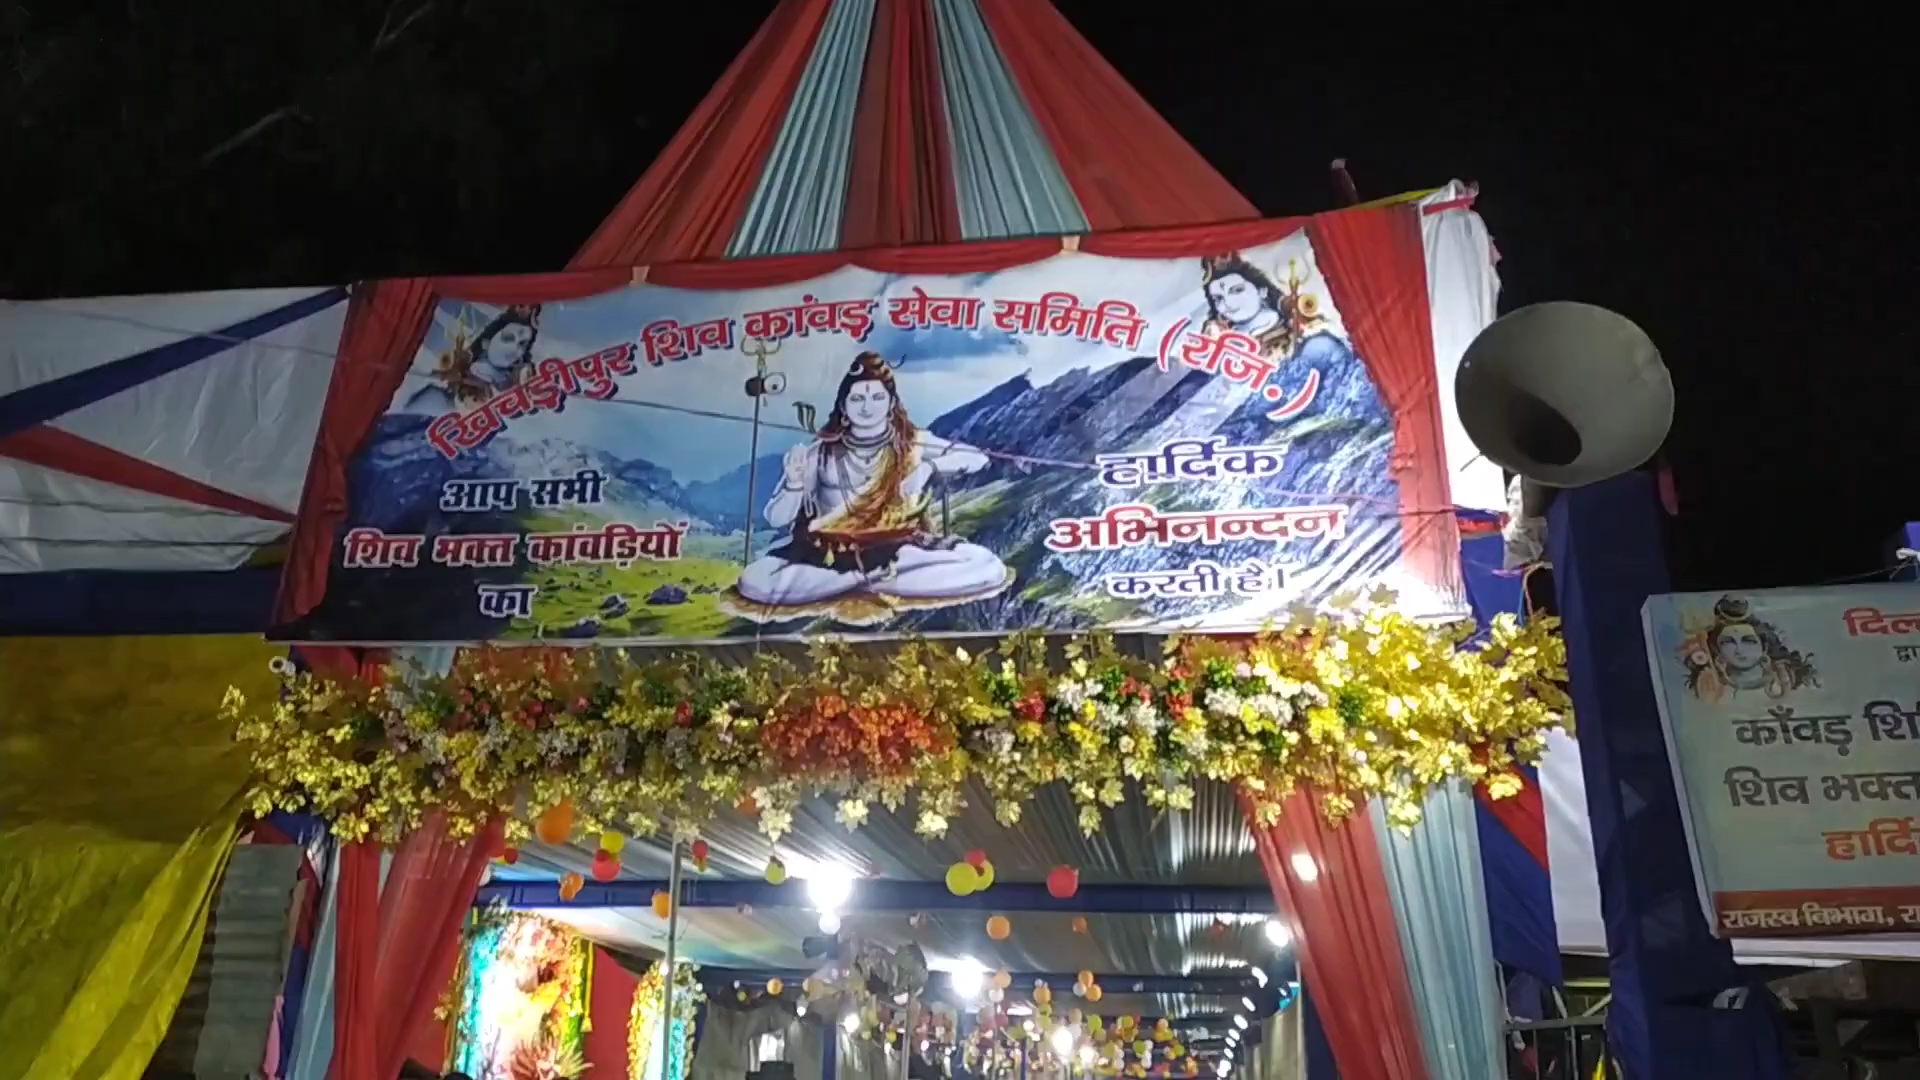 खिचड़ीपुर शिव कांवड़ सेवा समिति (रजि.)
आप सभी
शिव भक्त कांवड़ियों
का
हार्दिक
अभिनन्दन
करती है।
काँवड़
शिव भक्त
राजस्व विभाग,